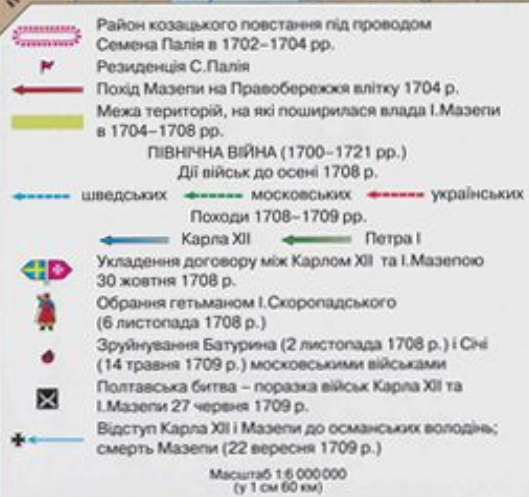 Район козацького повстання під проводом
Семена Палія в 1702–1704 рр.
Резиденція С.Палія
Похід Мазепи на Правобережжя влітку 1704 р.
Межа територій, на які поширилася влада І.Мазепи
в 1704–1708 рр.
ПІВНІЧНА ВІЙНА (1700–1721 рр.)
Дії військ до осені 1708 р.
шведських московських українських
Походи 1708–1709 рр.
Карла XII Петра І
Укладення договору між Карлом XII та І.Мазепою
30 жовтня 1708 р.
Обрання гетьманом І.Скоропадського
(6 листопада 1708 р.)
Зруйнування Батурина (2 листопада 1708 р.) і Січі
(14 травня 1709 р.) московськими військами
Полтавська битва – поразка військ Карла XII та
І.Мазепи 27 червня 1709 р.
Відступ Карла XII і Мазепи до османських володінь;
смерть Мазепи (22 вересня 1709 р.)
Масштаб 1:6 000 000
(у 1 см 60 км)